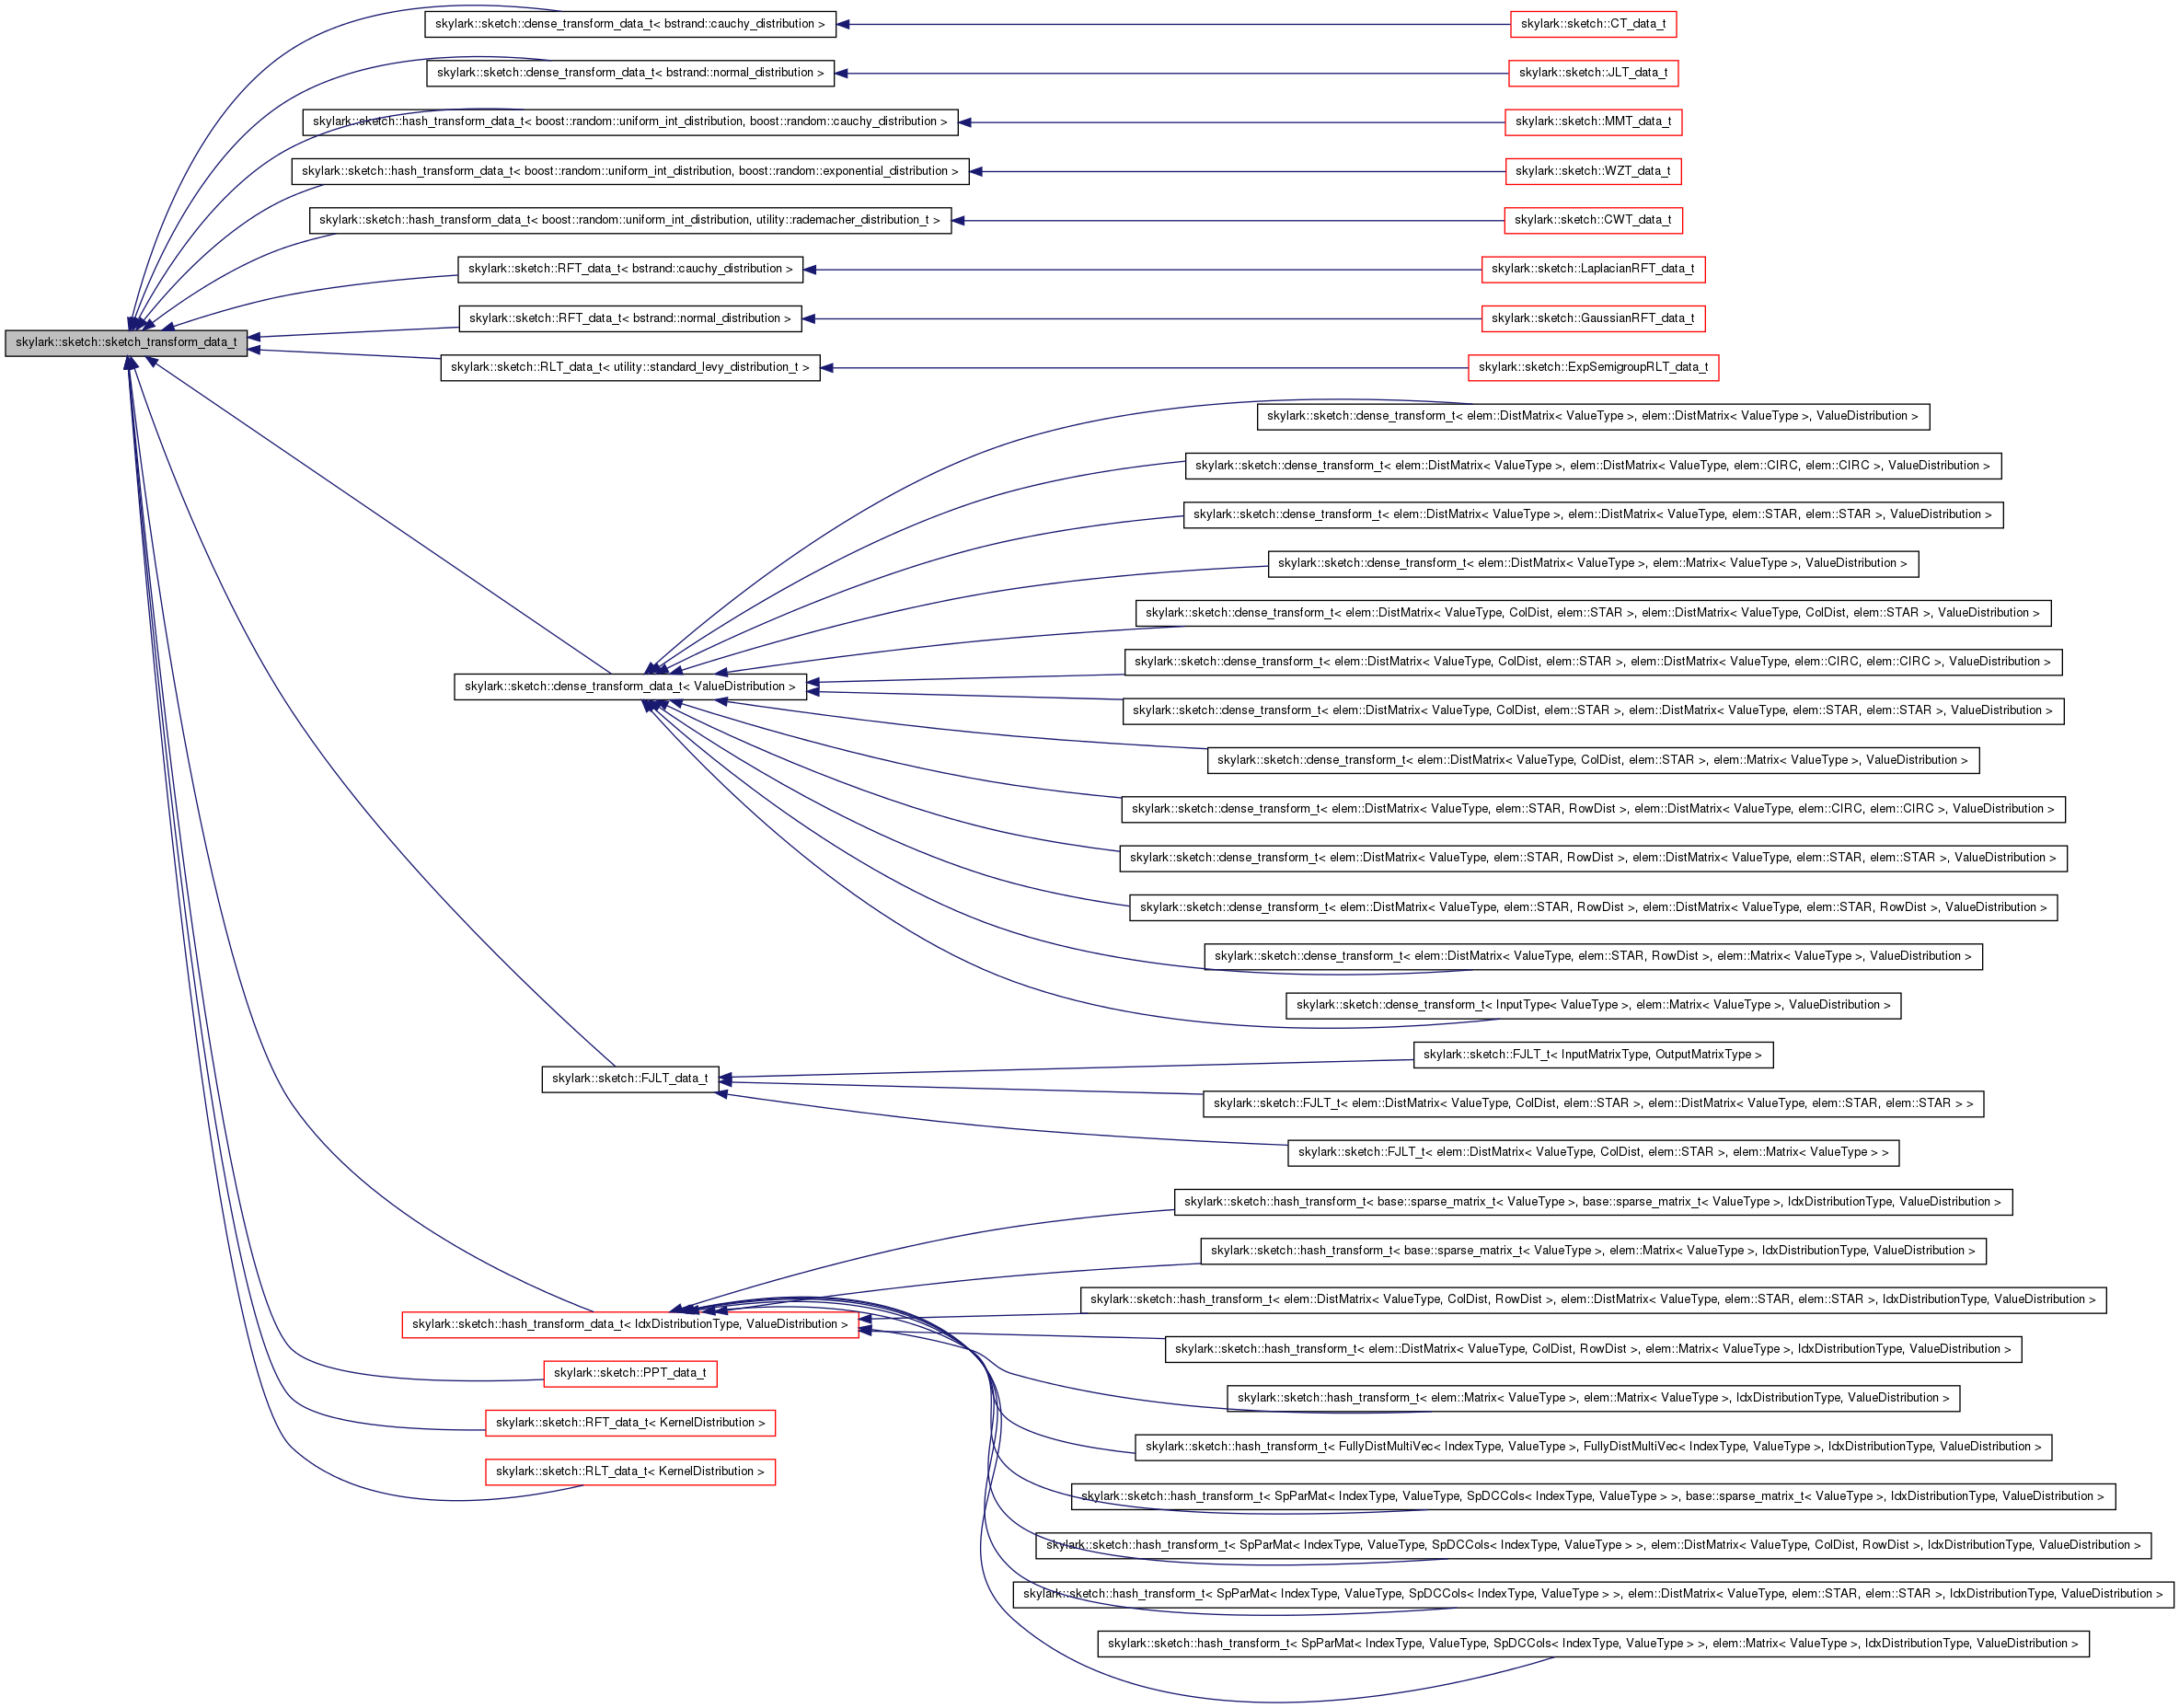 skylark::sketch::dense_transform_data_t< bstrand::cauchy_distribution >
skylark::sketch::CT_data_t
skylark::sketch::dense_transform_data_t< bstrand::normal_distribution >
skylark::sketch::JLT_data_t
skylark::sketch::hash_transform_data_t< boost::random::uniform_int_distribution, boost::random::cauchy_distribution >
skylark::sketch::MMT_data_t
skylark::sketch::hash_transform_data_t< boost::random::uniform_int_distribution, boost::random::exponential_distribution >
skylark::sketch::WZT_data_t
skylark::sketch::hash_transform_data_t< boost::random::uniform_int_distribution, utility::rademacher_distribution_t >
skylark::sketch::CWT_data_t
skylark::sketch::RFT_data_t< bstrand::cauchy_distribution >
skylark::sketch::LaplacianRFT_data_t
skylark::sketch::RFT_data_t< bstrand::normal_distribution >
skylark::sketch::GaussianRFT_data_t
skylark::sketch::sketch_transform_data_t
skylark::sketch::RLT_data_t< utility::standard_levy_distribution_t >
skylark::sketch::ExpSemigroupRLT_data_t
skylark::sketch::dense_transform_t< elem::DistMatrix< ValueType >, elem::DistMatrix< ValueType >, ValueDistribution >
skylark::sketch::dense_transform_t< elem::DistMatrix< ValueType >, elem::DistMatrix< ValueType, elem::CIRC, elem::CIRC >, ValueDistribution >
skylark::sketch::dense_transform_t< elem::DistMatrix< ValueType >, elem::DistMatrix< ValueType, elem::STAR, elem::STAR >, ValueDistribution >
skylark::sketch::dense_transform_t< elem::DistMatrix< ValueType >, elem::Matrix< ValueType >, ValueDistribution >
skylark::sketch::dense_transform_t< elem::DistMatrix< ValueType, ColDist, elem::STAR >, elem::DistMatrix< ValueType, ColDist, elem::STAR >, ValueDistribution >
skylark::sketch::dense_transform_t< elem::DistMatrix< ValueType, ColDist, elem::STAR >, elem::DistMatrix< ValueType, elem::CIRC, elem::CIRC >, ValueDistribution >
skylark::sketch::dense_transform_data_t< ValueDistribution >
skylark::sketch::dense_transform_t< elem::DistMatrix< ValueType, ColDist, elem::STAR >, elem::DistMatrix< ValueType, elem::STAR, elem::STAR >, ValueDistribution >
skylark::sketch::dense_transform_t< elem::DistMatrix< ValueType, ColDist, elem::STAR >, elem::Matrix< ValueType >, ValueDistribution >
skylark::sketch::dense_transform_t< elem::DistMatrix< ValueType, elem::STAR, RowDist >, elem::DistMatrix< ValueType, elem::CIRC, elem::CIRC >, ValueDistribution >
skylark::sketch::dense_transform_t< elem::DistMatrix< ValueType, elem::STAR, RowDist >, elem::DistMatrix< ValueType, elem::STAR, elem::STAR >, ValueDistribution >
skylark::sketch::dense_transform_t< elem::DistMatrix< ValueType, elem::STAR, RowDist >, elem::DistMatrix< ValueType, elem::STAR, RowDist >, ValueDistribution >
skylark::sketch::dense_transform_t< elem::DistMatrix< ValueType, elem::STAR, RowDist >, elem::Matrix< ValueType >, ValueDistribution >
skylark::sketch::dense_transform_t< InputType< ValueType >, elem::Matrix< ValueType >, ValueDistribution >
skylark::sketch::FJLT_t< InputMatrixType, OutputMatrixType >
skylark::sketch::FJLT_data_t
skylark::sketch::FJLT_t< elem::DistMatrix< ValueType, ColDist, elem::STAR >, elem::DistMatrix< ValueType, elem::STAR, elem::STAR > >
skylark::sketch::FJLT_t< elem::DistMatrix< ValueType, ColDist, elem::STAR >, elem::Matrix< ValueType > >
skylark::sketch::hash_transform_t< base::sparse_matrix_t< ValueType >, base::sparse_matrix_t< ValueType >, IdxDistributionType, ValueDistribution >
skylark::sketch::hash_transform_t< base::sparse_matrix_t< ValueType >, elem::Matrix< ValueType >, IdxDistributionType, ValueDistribution >
skylark::sketch::hash_transform_t< elem::DistMatrix< ValueType, ColDist, RowDist >, elem::DistMatrix< ValueType, elem::STAR, elem::STAR >, IdxDistributionType, ValueDistribution >
skylark::sketch::hash_transform_data_t< IdxDistributionType, ValueDistribution >
skylark::sketch::hash_transform_t< elem::DistMatrix< ValueType, ColDist, RowDist >, elem::Matrix< ValueType >, IdxDistributionType, ValueDistribution >
skylark::sketch::PPT_data_t
skylark::sketch::hash_transform_t< elem::Matrix< ValueType >, elem::Matrix< ValueType >, IdxDistributionType, ValueDistribution >
skylark::sketch::RFT_data_t< KernelDistribution >
skylark::sketch::hash_transform_t< FullyDistMultiVec< IndexType, ValueType >, FullyDistMultiVec< IndexType, ValueType >, IdxDistributionType, ValueDistribution >
skylark::sketch::RLT_data_t< KernelDistribution >
skylark::sketch::hash_transform_t< SpParMat< IndexType, ValueType, SpDCCols< IndexType, ValueType > >, base::sparse_matrix_t< ValueType >, IdxDistributionType, ValueDistribution >
skylark::sketch::hash_transform_t< SpParMat< IndexType, ValueType, SpDCCols< IndexType, ValueType > >, elem::DistMatrix< ValueType, ColDist, RowDist >, IdxDistributionType, ValueDistribution >
skylark::sketch::hash_transform_t< SpParMat< IndexType, ValueType, SpDCCols< IndexType, ValueType > >, elem::DistMatrix< ValueType, elem::STAR, elem::STAR >, IdxDistributionType, ValueDistribution >
skylark::sketch::hash_transform_t< SpParMat< IndexType, ValueType, SpDCCols< IndexType, ValueType > >, elem::Matrix< ValueType >, IdxDistributionType, ValueDistribution >